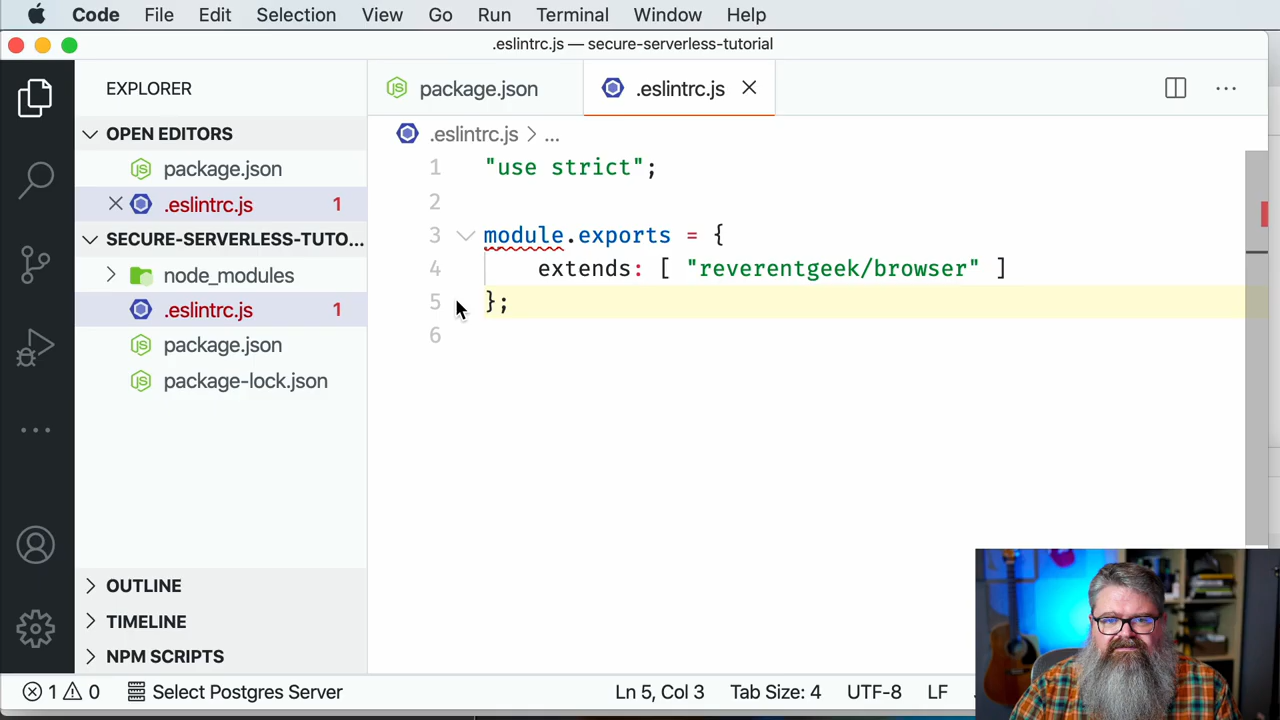 Code File Edit Selection View Go Run Terminal Window Help
.eslintrc.js — secure-serverless-tutorial
EXPLORER
OPEN EDITORS
package.json
.eslintrc.js 1
SECURE-SERVERLESS-TUTO...
node_modules
.eslintrc.js 1
package.json
package-lock.json
OUTLINE
TIMELINE
NPM SCRIPTS
package.json .eslintrc.js
.eslintrc.js > ...
1 "use strict";
2
3 module.exports = {
4 extends: [ "reverentgeek/browser" ]
5 };
6
1 0 Select Postgres Server Ln 5, Col 3 Tab Size: 4 UTF-8 LF